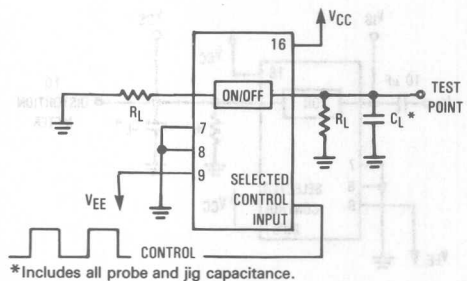 VCC
16
ON/OFF
TEST
POINT
RL
RL
CL*
7
8
9
VEE
SELECTED
CONTROL
INPUT
CONTROL
*Includes all probe and jig capacitance.